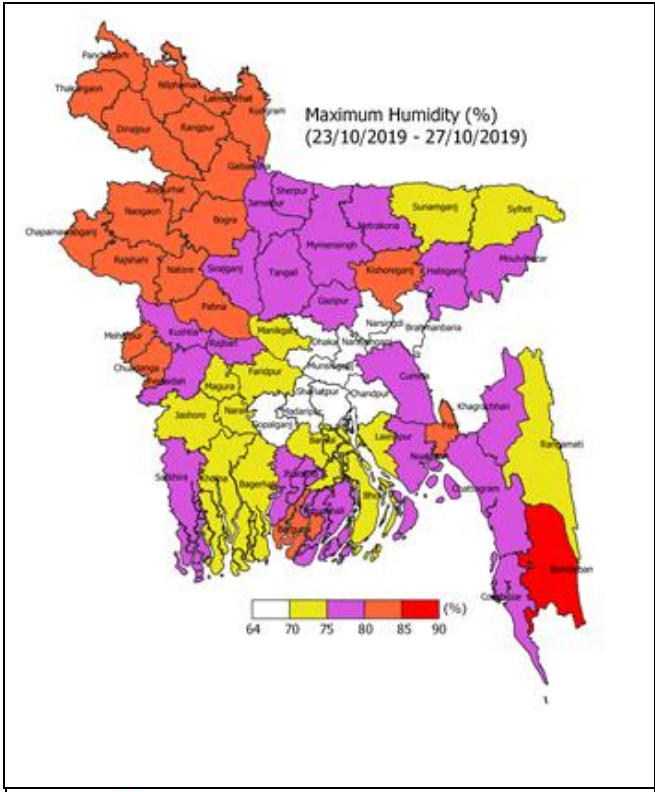 Panchagarh
Thakurgaon
Nilphamari
Lalmonirhat
Kurigram
Maximum Humidity (%)
(23/10/2019 - 27/10/2019)
Dinajpur
Rangpur
Gaibandha
Joypurhat
Sherpur
Jamalpur
Naogaon
Bogra
Netrakona
Sunamganj
Sylhet
Chapainawabganj
Mymensingh
Rajshahi
Natore
Sirajganj
Tangail
Kishoreganj
Habiganj
Moulvibazar
Pabna
Gazipur
Narsingdi
Brahmanbaria
Meherpur
Kushtia
Manikganj
Rajbari
Dhaka
Narayanganj
Chuadanga
Faridpur
Munshiganj
Cumilla
Jhenaidah
Magura
Shariatpur
Chandpur
Khagrachhari
Jashore
Narail
Madaripur
Gopalganj
Feni
Rangamati
Barisal
Laxmipur
Noakhali
Satkhira
Khulna
Bagerhat
Jhalokati
Bhola
Chattagram
Patuakhali
Barguna
Bandarban
Coxsbazar
(%)
64 70 75 80 85 90